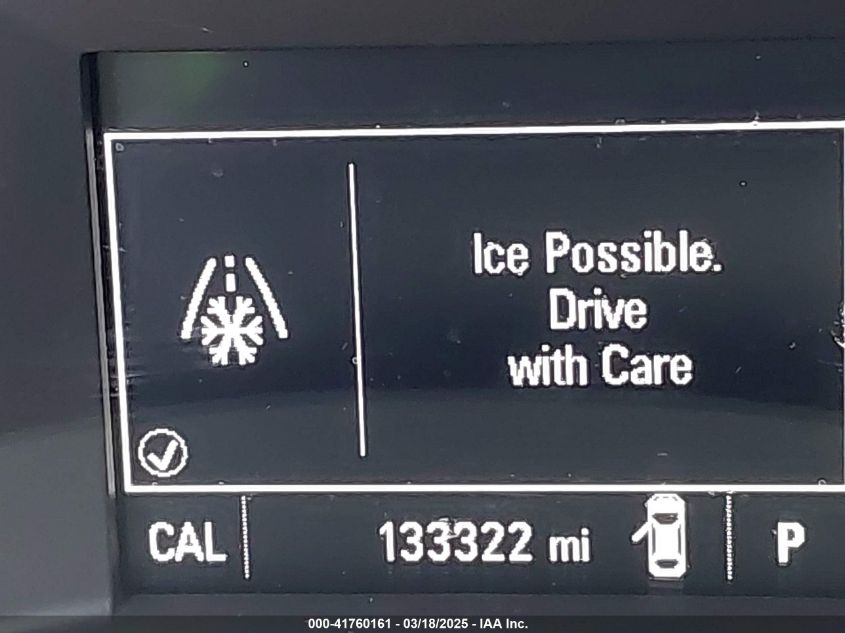 Ice Possible.
Drive
with Care
CAL
133322 mi
P
000-41760161 - 03/18/2025 - IAA Inc.